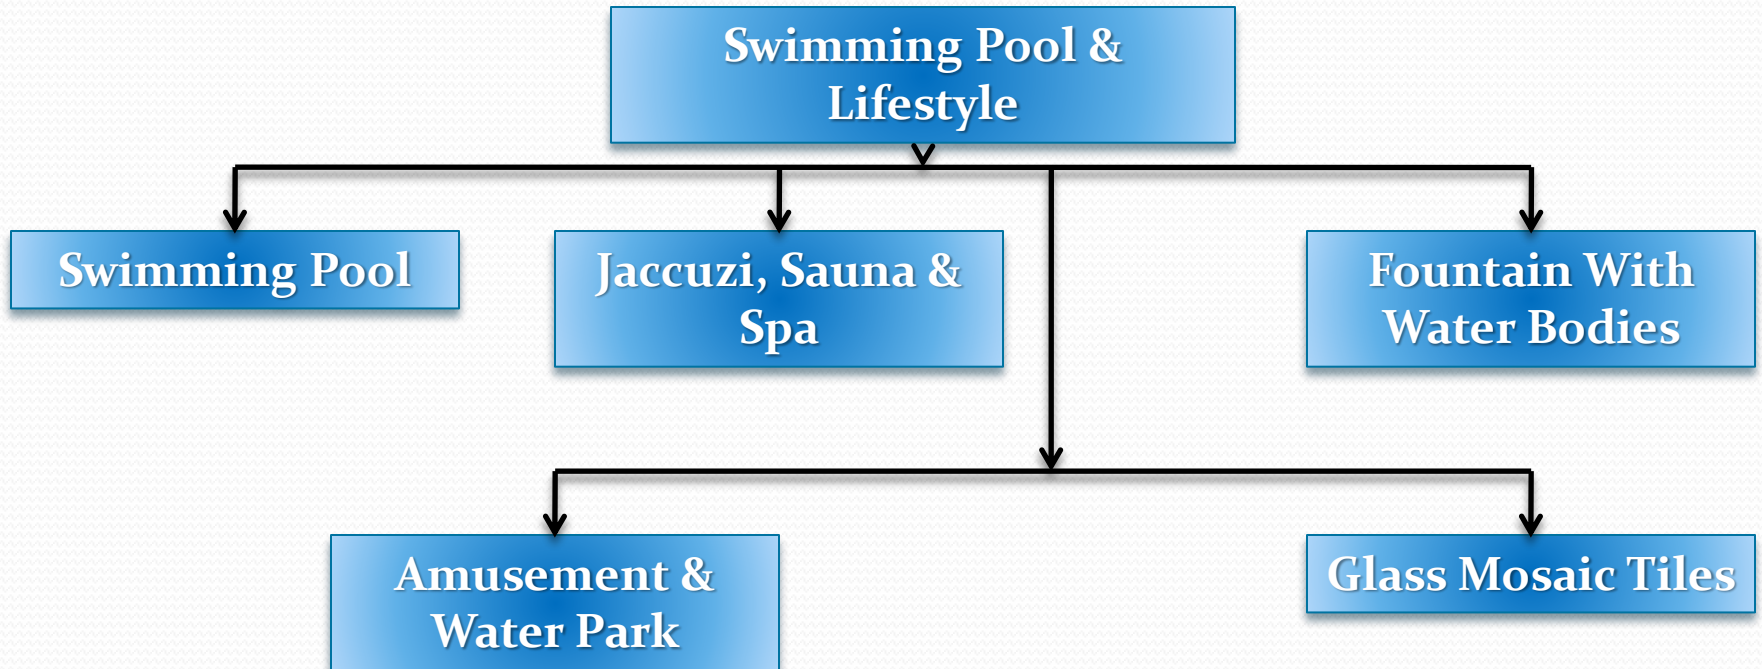 Swimming Pool &
Lifestyle
Swimming Pool
Jaccuzi, Sauna &
Spa
Fountain With
Water Bodies
Amusement &
Water Park
Glass Mosaic Tiles